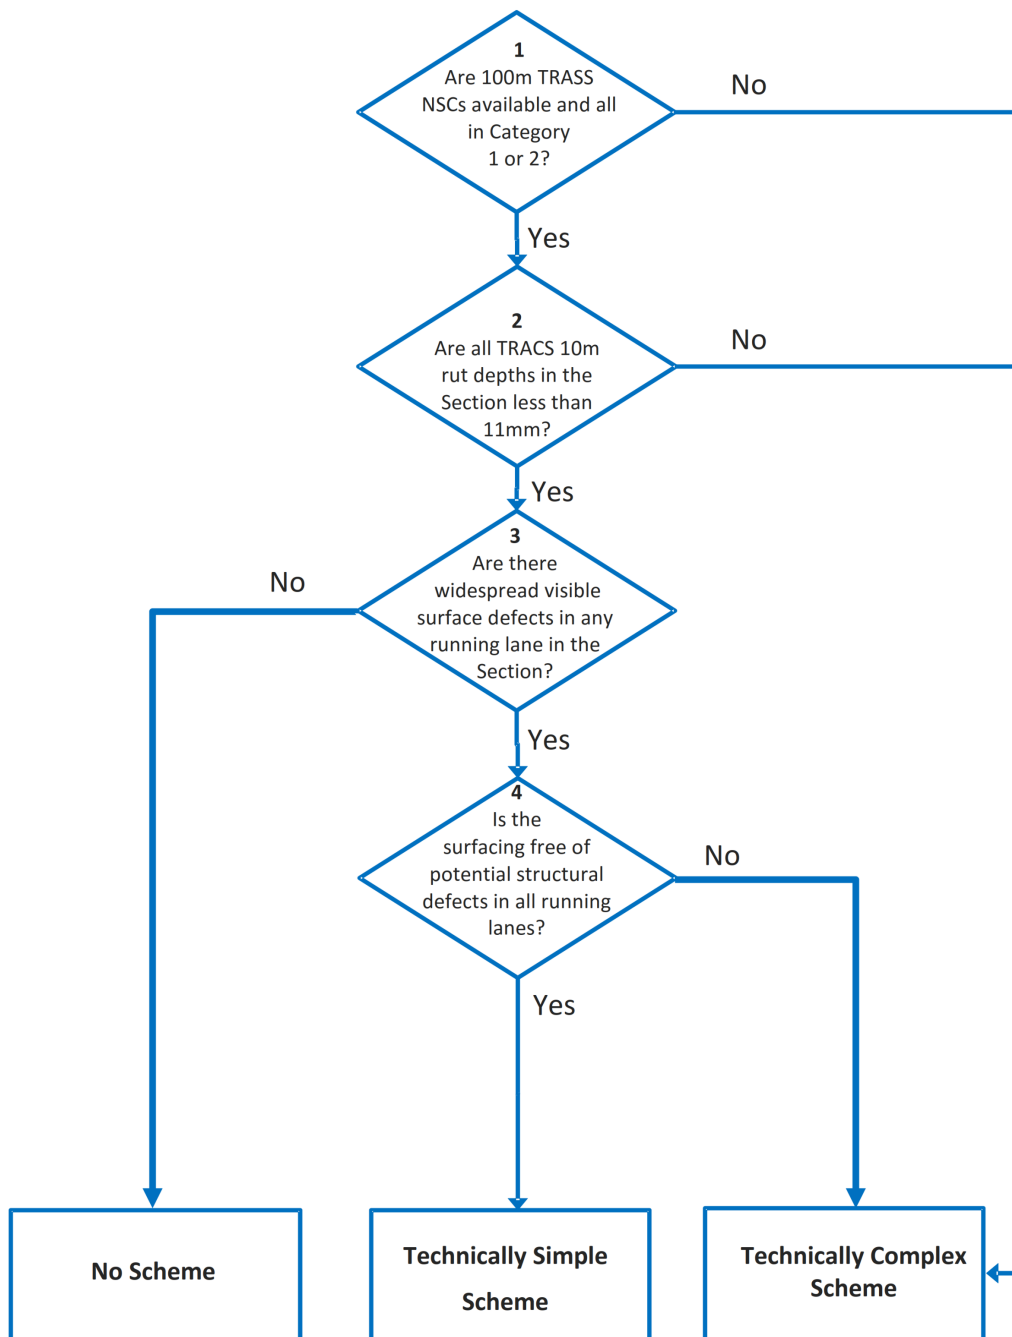 1
Are 100m TRASS
NSCs available and all
in Category
1 or 2?
No
Yes
2
Are all TRACS 10m
rut depths in the
Section less than
11mm?
No
Yes
3
Are there
widespread visible
surface defects in any
running lane in the
Section?
No
Yes
4
Is the
surfacing free of
potential structural
defects in all running
lanes?
No
Yes
No Scheme
Technically Simple
Scheme
Technically Complex
Scheme